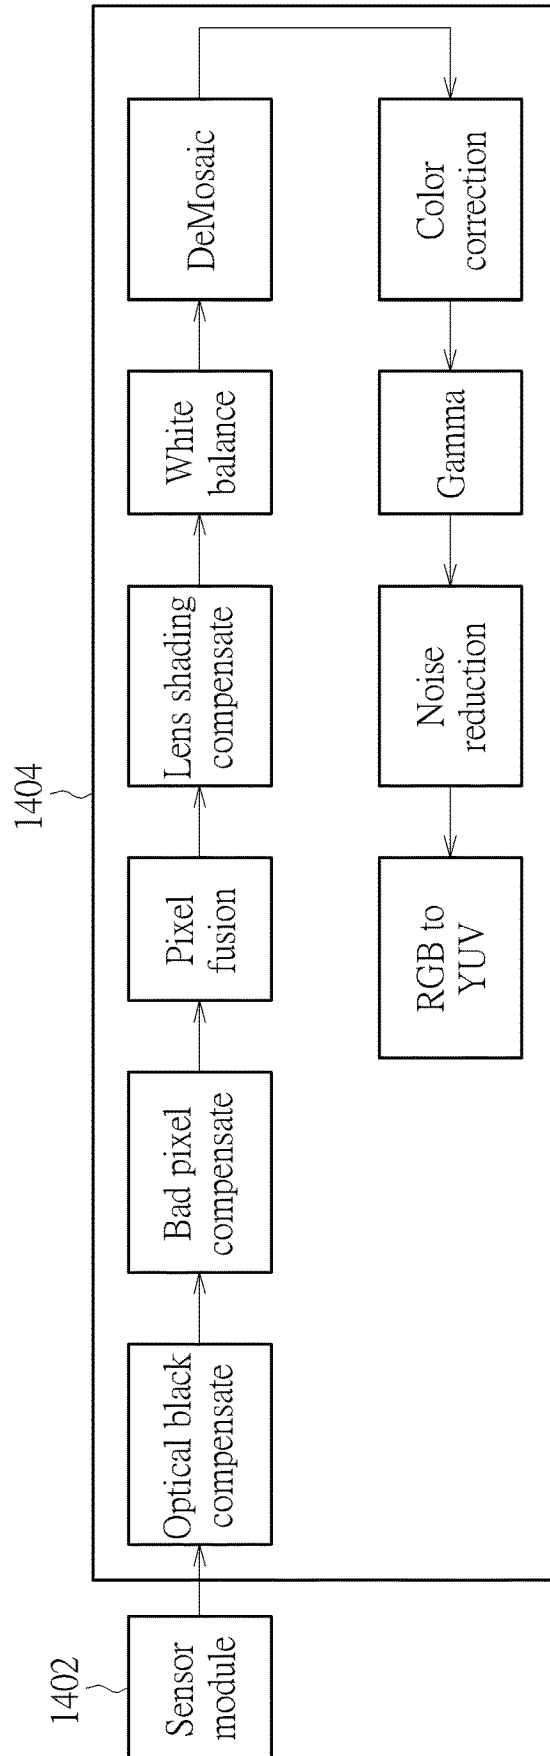 1402
Sensor
module
1404
Optical black
compensate
Bad pixel
compensate
Pixel
fusion
Lens shading
compensate
White
balance
DeMosaic
Color
correction
Gamma
Noise
reduction
RGB to
YUV